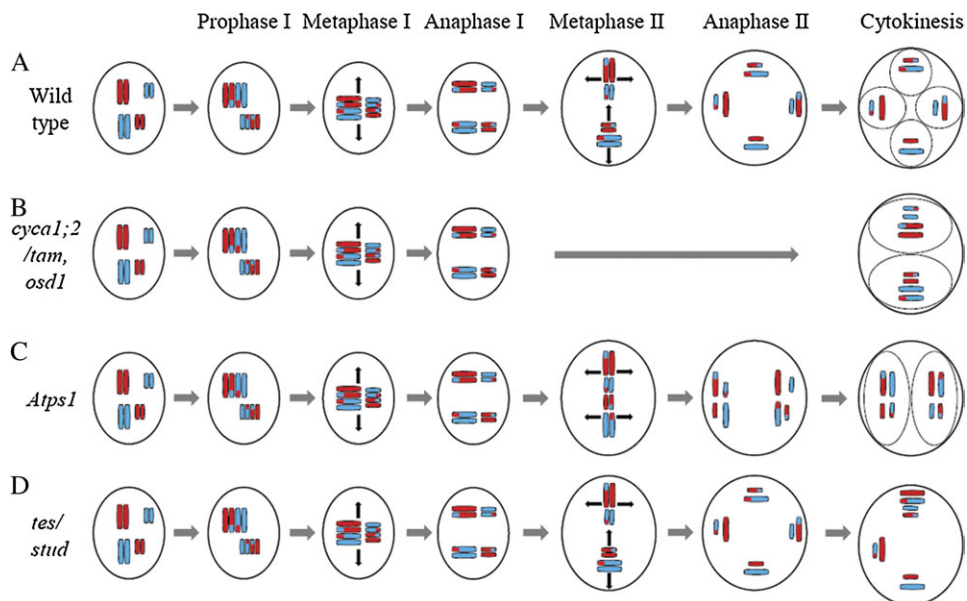 Prophase I Metaphase I Anaphase I Metaphase II Anaphase II Cytokinesis
A
Wild
type
B
cyca1;2
/tam,
osd1
C
Atps1
D
tes/
stud